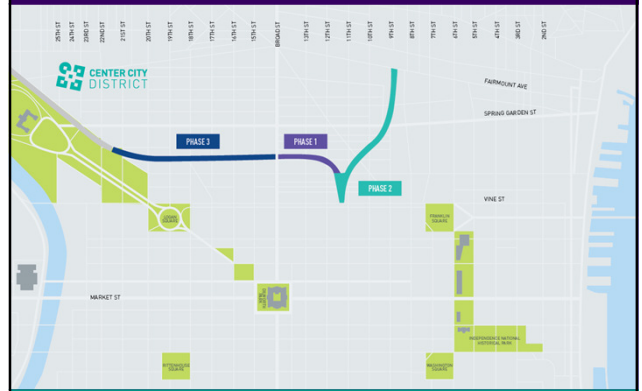 25TH ST
24TH ST
23RD ST
22ND ST
21ST ST
20TH ST
19TH ST
18TH ST
17TH ST
16TH ST
15TH ST
BROAD ST
13TH ST
12TH ST
11TH ST
10TH ST
9TH ST
8TH ST
7TH ST
6TH ST
5TH ST
4TH ST
3RD ST
2ND ST
CENTER CITY
DISTRICT
FAIRMOUNT AVE
SPRING GARDEN ST
PHASE 3
PHASE 1
PHASE 2
VINE ST
LOGAN
SQUARE
FRANKLIN
SQUARE
MARKET ST
INDEPENDENCE NATIONAL
HISTORICAL PARK
RITTENHOUSE
SQUARE
WASHINGTON
SQUARE